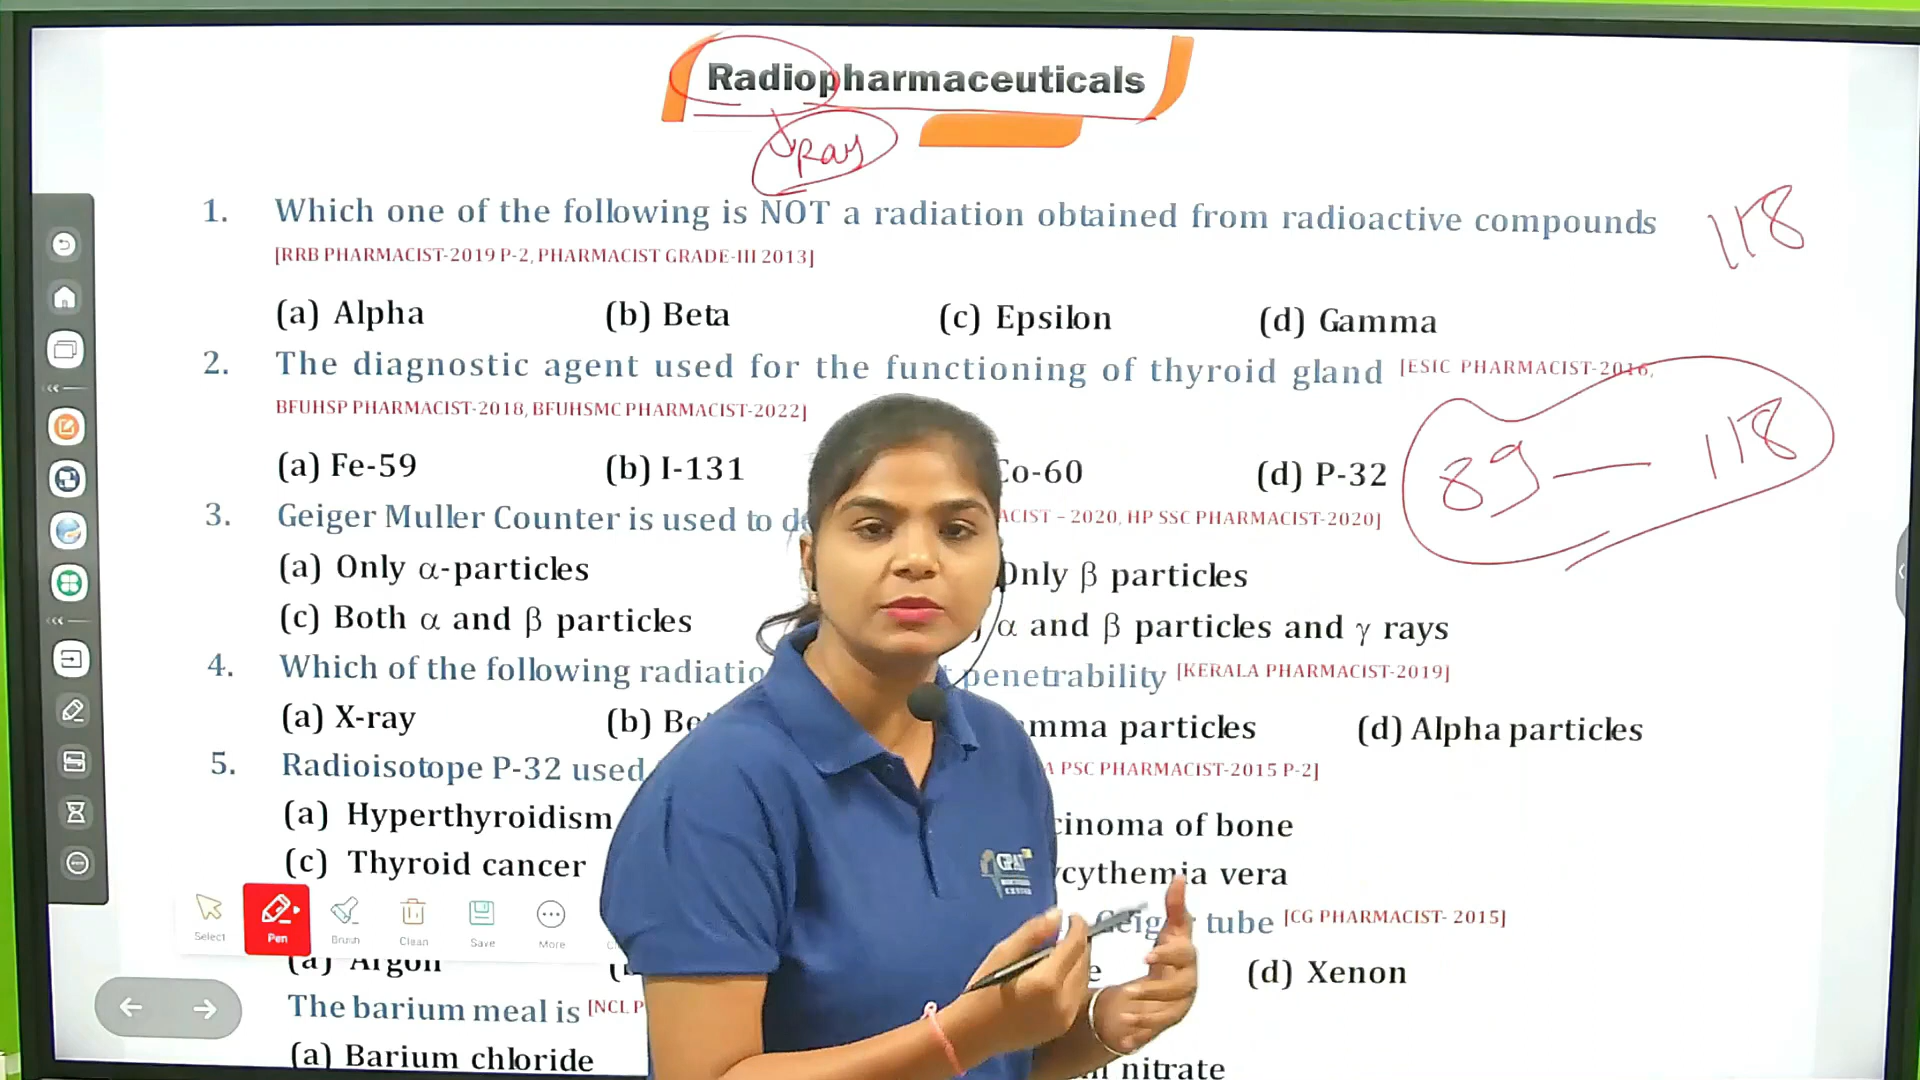 Radiopharmaceuticals
Ray
1. Which one of the following is NOT a radiation obtained from radioactive compounds
118
[RRB PHARMACIST-2019 P-2, PHARMACIST GRADE-III 2013]
(a) Alpha (b) Beta (c) Epsilon (d) Gamma
2. The diagnostic agent used for the functioning of thyroid gland [ESIC PHARMACIST-2016,
BFUHSP PHARMACIST-2018, BFUHSMC PHARMACIST-2022]
89 — 118
(a) Fe-59 (b) I-131 Co-60 (d) P-32
3. Geiger Muller Counter is used to ACIST – 2020, HP SSC PHARMACIST-2020]
(a) Only α-particles Only β particles
(c) Both α and β particles α and β particles and γ rays
4. Which of the following penetrability [KERALA PHARMACIST-2019]
(a) X-ray (b) mma particles (d) Alpha particles
5. Radioisotope P-32 used A PSC PHARMACIST-2015 P-2]
(a) Hyperthyroidism cinoma of bone
(c) Thyroid cancer ycythemia vera
Geiger tube [CG PHARMACIST- 2015]
Select Pen Brush Clean Save More
(a) Argon (d) Xenon
The barium meal is [NCL P
(a) Barium chloride nitrate
GPAT